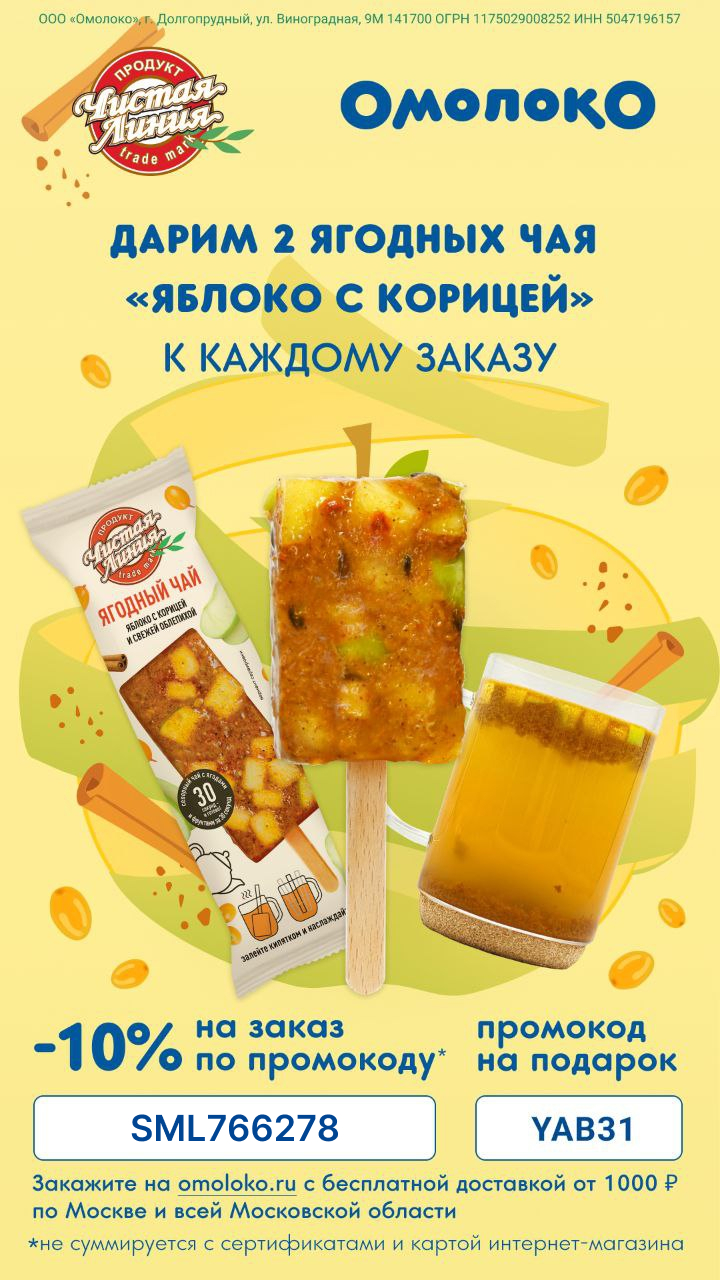 ООО «Омолоко», г. Долгопрудный, ул. Виноградная, 9М 141700 ОГРН 1175029008252 ИНН 5047196157
ПРОДУКТ
Чистая
Линия
trade mark
ОМОЛОКО
ДАРИМ 2 ЯГОДНЫХ ЧАЯ
«ЯБЛОКО С КОРИЦЕЙ»
К КАЖДОМУ ЗАКАЗУ
ПРОДУКТ
Чистая
Линия
trade mark
ЯГОДНЫЙ ЧАЙ
ЯБЛОКО С КОРИЦЕЙ
И СВЕЖЕЙ ОБЛЕПИХОЙ
30
залейте кипятком и наслаждай
-10% на заказ
по промокоду*
SML766278
промокод
на подарок
YAB31
Закажите на omoloko.ru с бесплатной доставкой от 1000 ₽
по Москве и всей Московской области
*не суммируется с сертификатами и картой интернет-магазина